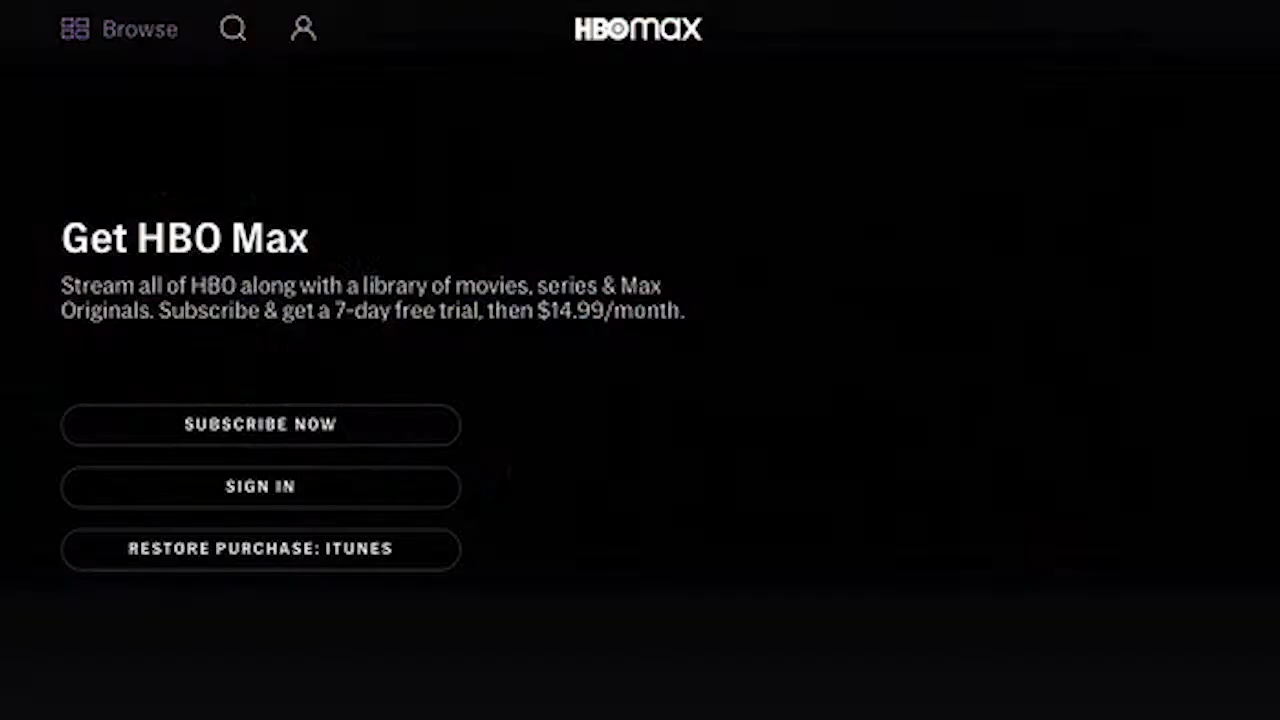 Browse
HBOmax
Get HBO Max
Stream all of HBO along with a library of movies, series & Max
Originals. Subscribe & get a 7-day free trial, then $14.99/month.
SUBSCRIBE NOW
SIGN IN
RESTORE PURCHASE: ITUNES